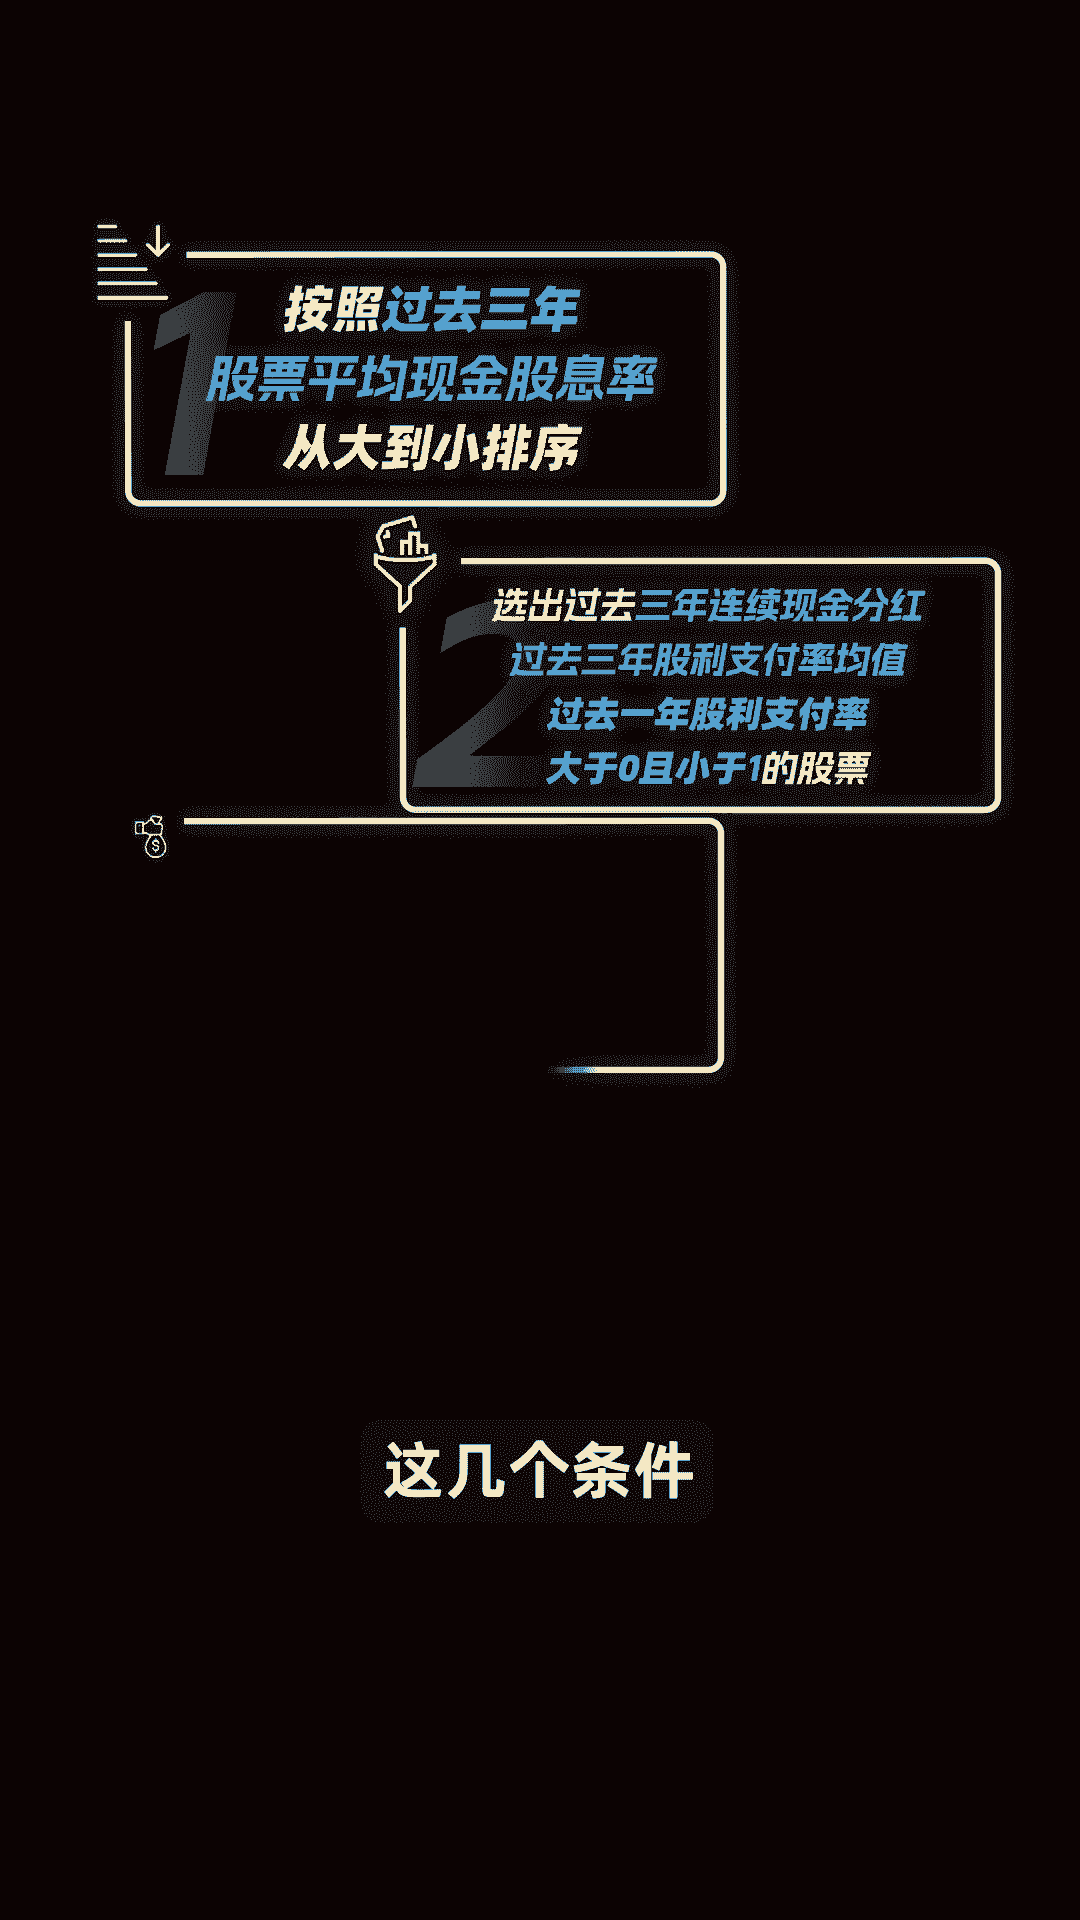 1
按照过去三年
股票平均现金股息率
从大到小排序
2
选出过去三年连续现金分红
过去三年股利支付率均值
过去一年股利支付率
大于0且小于1的股票
$
这几个条件